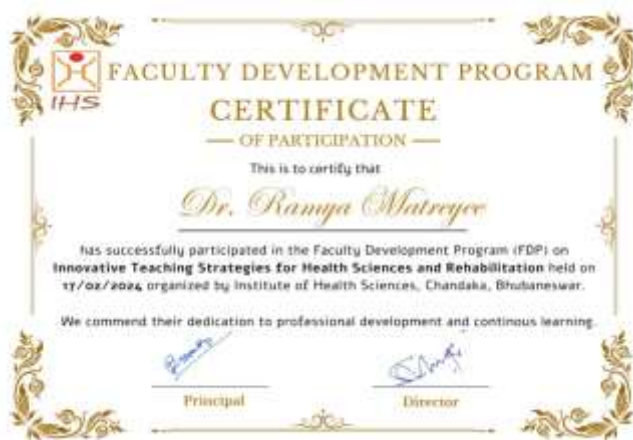 IHS
FACULTY DEVELOPMENT PROGRAM
CERTIFICATE
OF PARTICIPATION
This is to certify that
Dr. Ramya Matreyee
has successfully participated in the Faculty Development Program (FDP) on
Innovative Teaching Strategies for Health Sciences and Rehabilitation held on
17/02/2024 organized by Institute of Health Sciences, Chandaka, Bhubaneswar.
We commend their dedication to professional development and continous learning.
Principal
Director